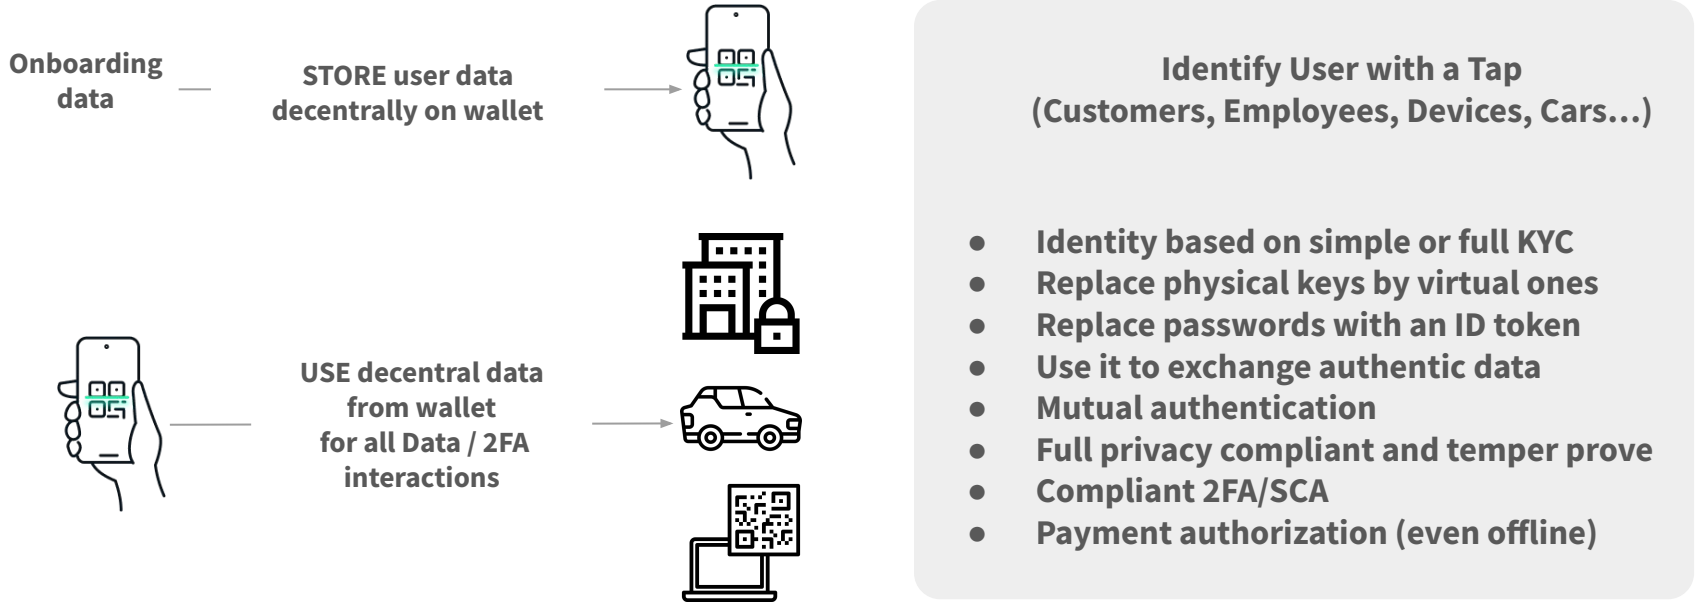 Onboarding
data
STORE user data
decentrally on wallet
USE decentral data
from wallet
for all Data / 2FA
interactions
Identify User with a Tap
(Customers, Employees, Devices, Cars...)
● Identity based on simple or full KYC
● Replace physical keys by virtual ones
● Replace passwords with an ID token
● Use it to exchange authentic data
● Mutual authentication
● Full privacy compliant and temper prove
● Compliant 2FA/SCA
● Payment authorization (even offline)